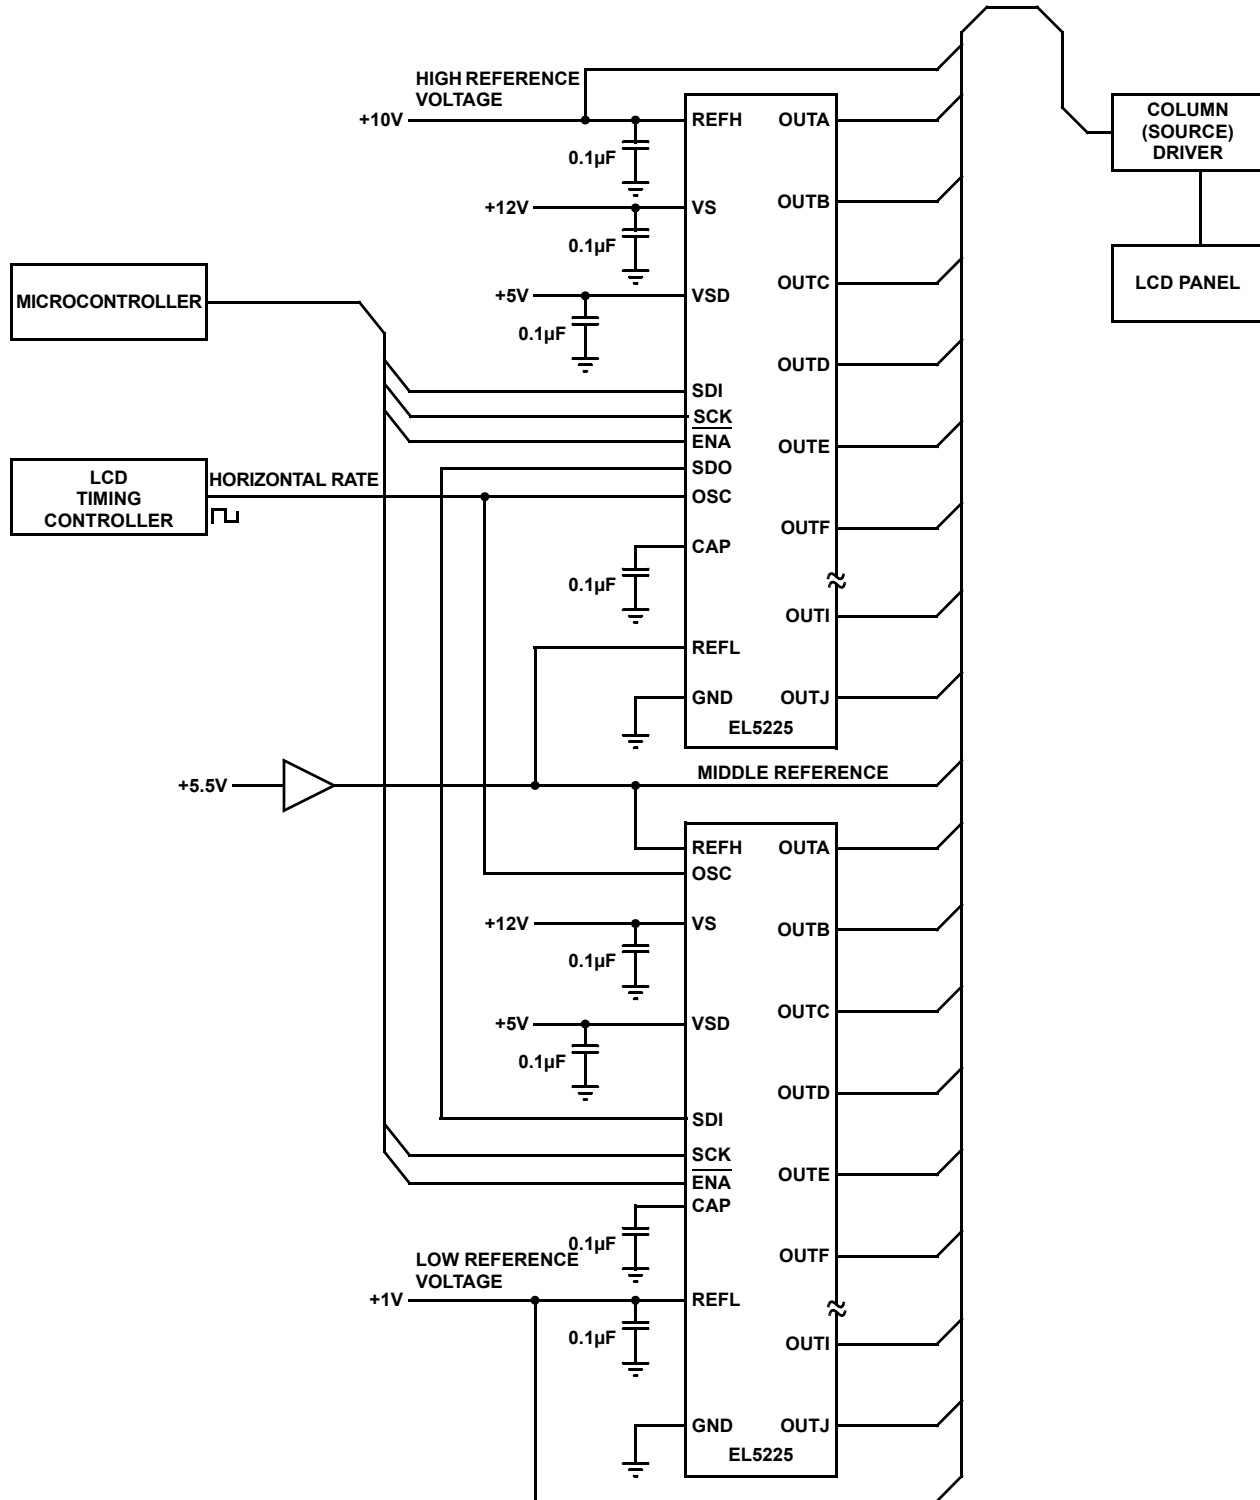 HIGH REFERENCE
VOLTAGE
+10V
REFH
OUTA
0.1µF
COLUMN
(SOURCE)
DRIVER
+12V
VS
OUTB
0.1µF
MICROCONTROLLER
+5V
VSD
OUTC
0.1µF
LCD PANEL
OUTD
SDI
SCK
ENA
OUTE
SDO
LCD
TIMING
CONTROLLER
HORIZONTAL RATE
OSC
OUTF
CAP
0.1µF
OUTI
REFL
GND
OUTJ
EL5225
+5.5V
MIDDLE REFERENCE
REFH
OUTA
OSC
+12V
VS
OUTB
0.1µF
+5V
VSD
OUTC
0.1µF
OUTD
SDI
SCK
OUTE
ENA
CAP
0.1µF
OUTF
LOW REFERENCE
VOLTAGE
+1V
REFL
0.1µF
OUTI
GND
OUTJ
EL5225